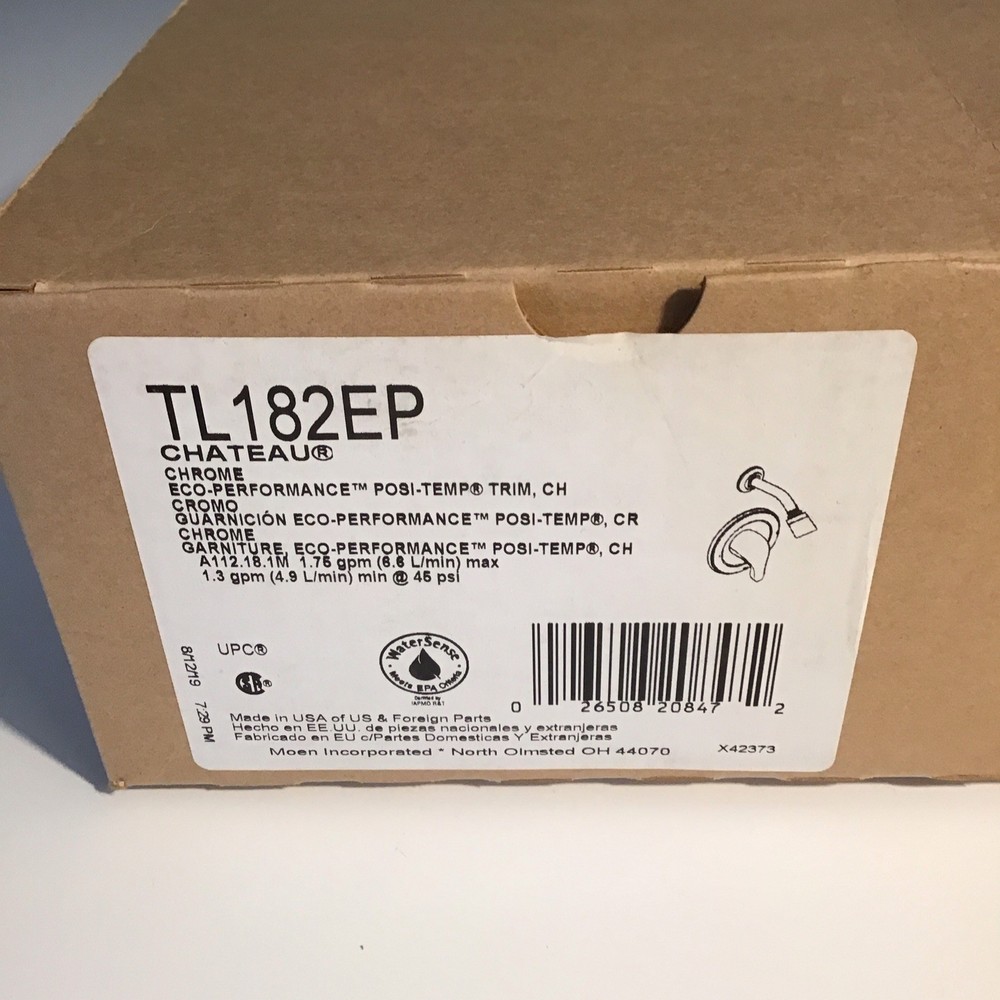 TL182EP
CHATEAU®
CHROME
ECO-PERFORMANCE™ POSI-TEMP® TRIM, CH
CROMO
GUARNICIÓN ECO-PERFORMANCE™ POSI-TEMP®, CR
CHROME
GARNITURE, ECO-PERFORMANCE™ POSI-TEMP®, CH
A112.18.1M 1.75 gpm (6.6 L/min) max
1.3 gpm (4.9 L/min) min @ 45 psi
8/12/19 7:29 PM
UPC®
WaterSense
Meets EPA Criteria
Certified by
IAPMO R&T
0 26508 20847 2
Made in USA of US & Foreign Parts
Hecho en EE.UU. de piezas nacionales y extranjeras
Fabricado en EU c/Partes Domesticas Y Extranjeras
Moen Incorporated * North Olmsted OH 44070
X42373